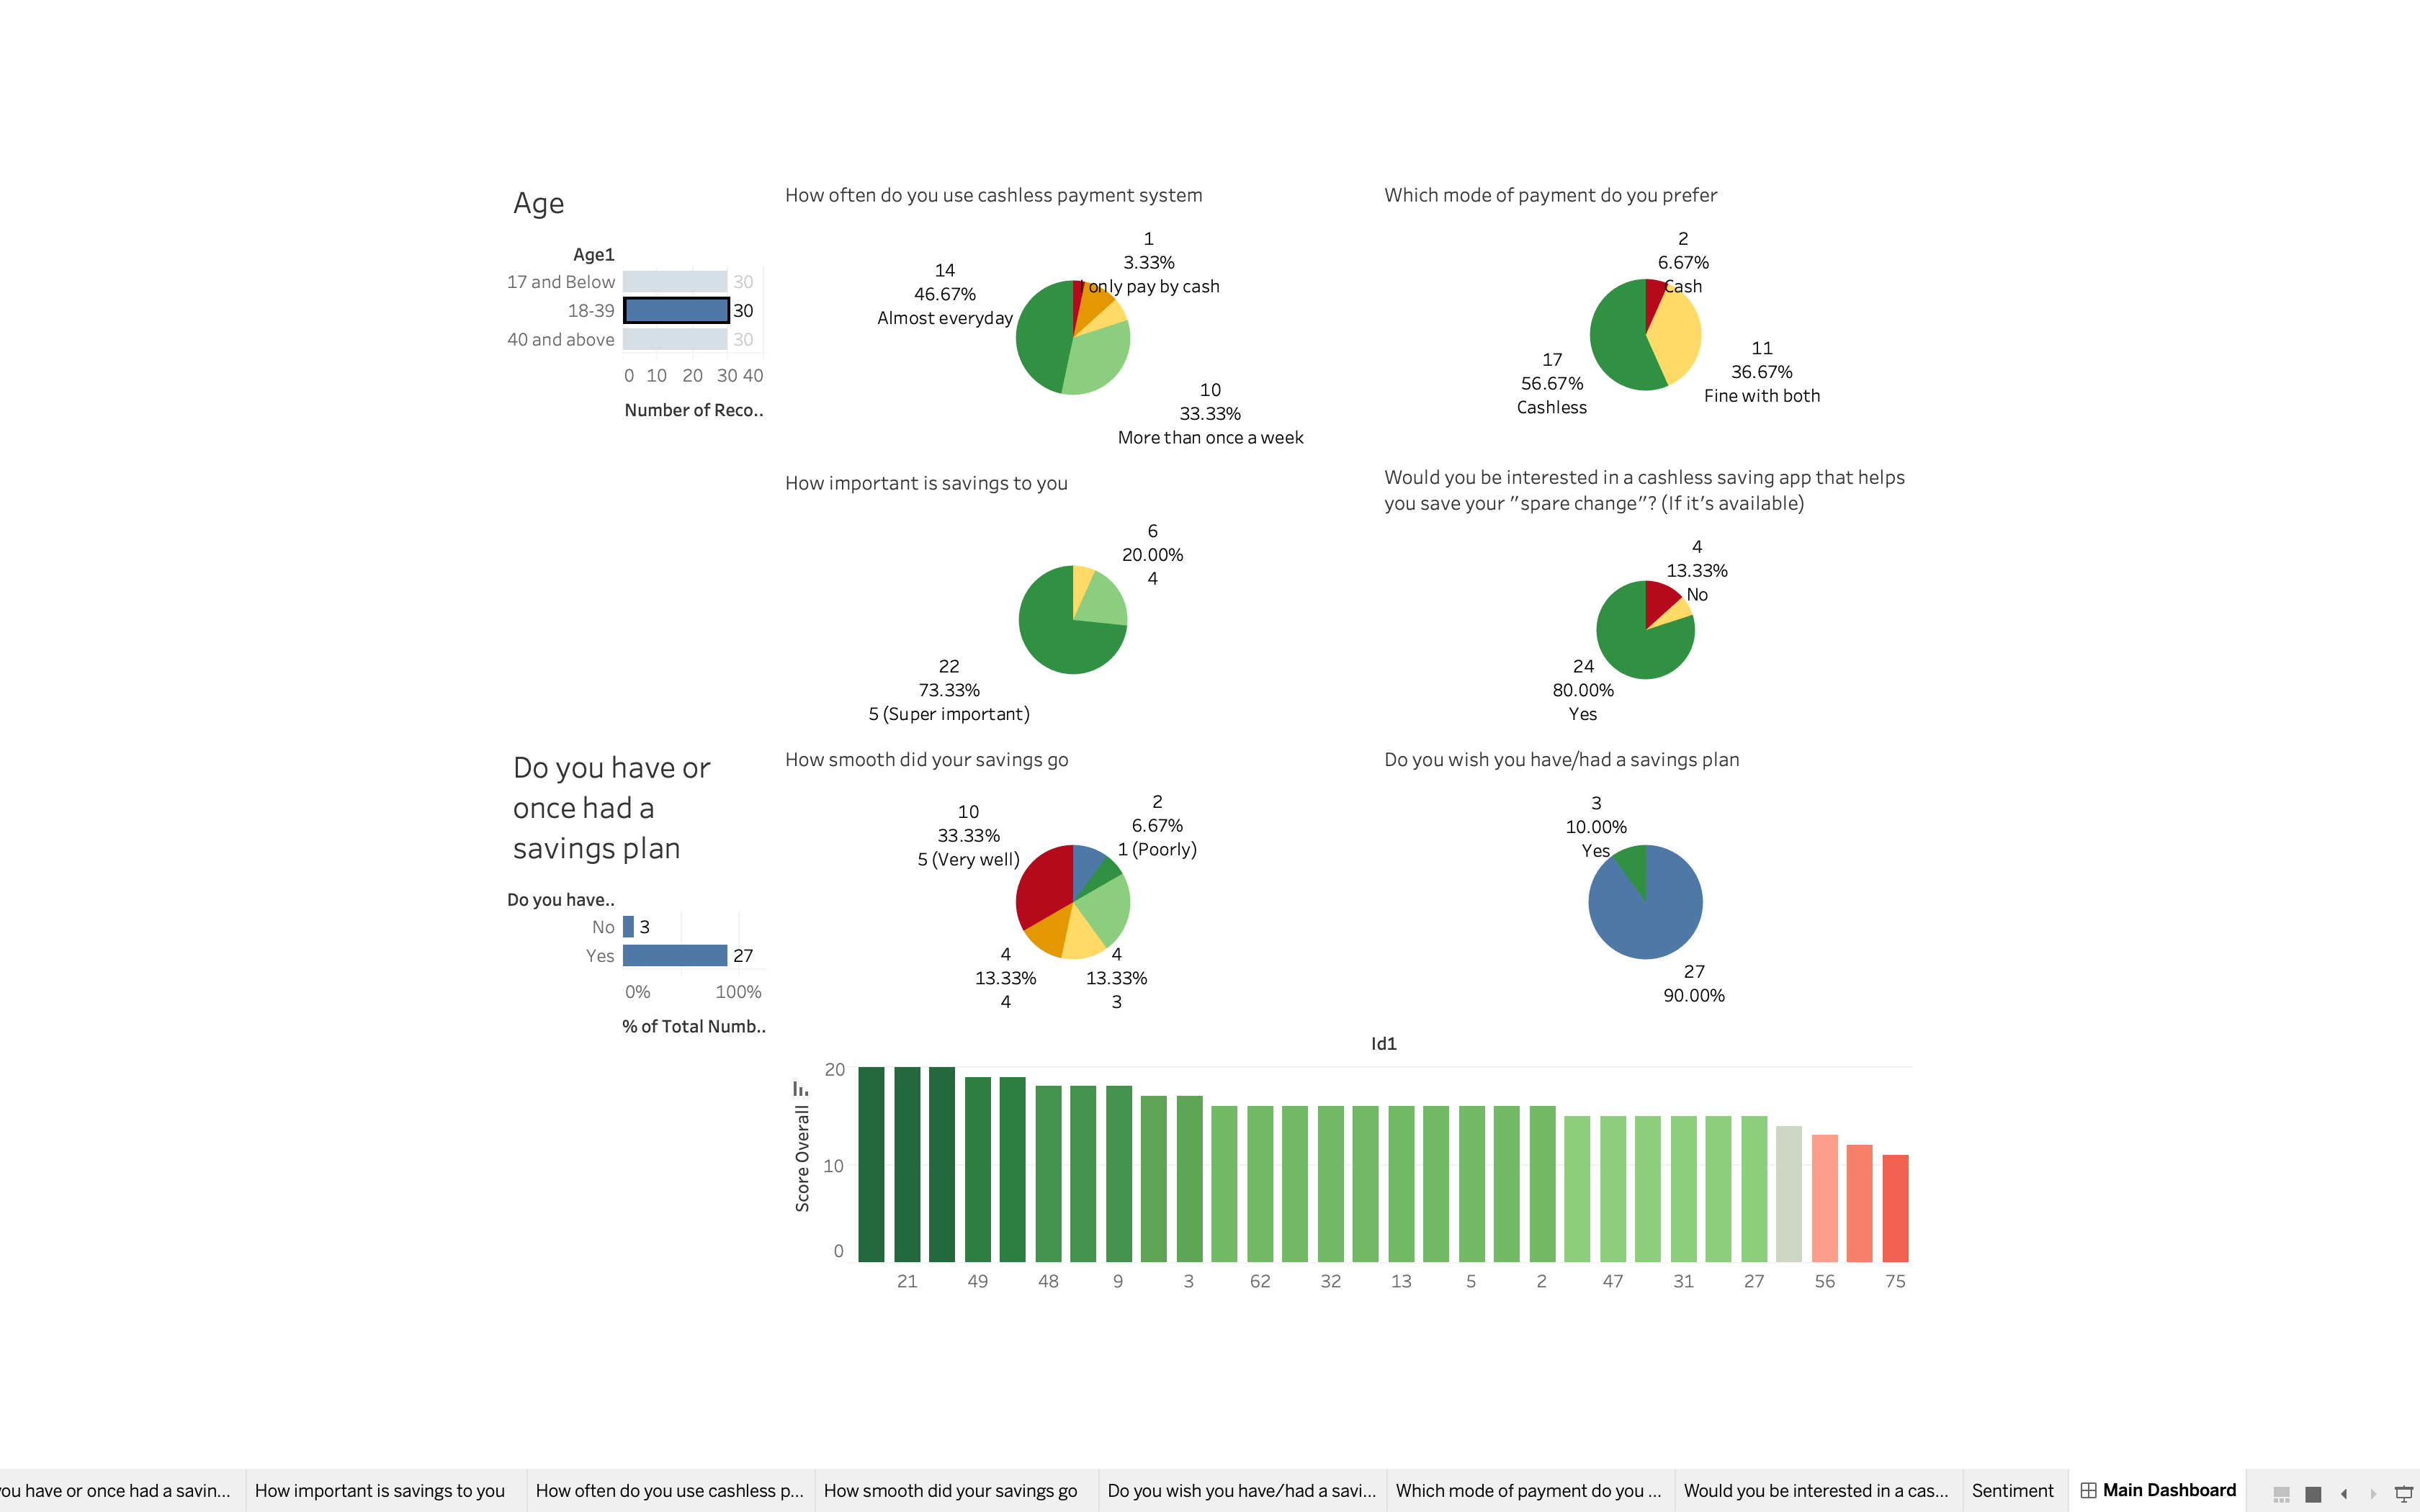 Age
Age1
17 and Below 30
18-39 30
40 and above 30
0 10 20 30 40
Number of Reco..
How often do you use cashless payment system
1
3.33%
I only pay by cash
14
46.67%
Almost everyday
10
33.33%
More than once a week
Which mode of payment do you prefer
2
6.67%
Cash
11
36.67%
Fine with both
17
56.67%
Cashless
How important is savings to you
6
20.00%
4
22
73.33%
5 (Super important)
Would you be interested in a cashless saving app that helps
you save your "spare change"? (If it's available)
4
13.33%
No
24
80.00%
Yes
Do you have or
once had a
savings plan
Do you have..
No 3
Yes 27
0% 100%
% of Total Numb..
How smooth did your savings go
10
33.33%
5 (Very well)
2
6.67%
1 (Poorly)
4
13.33%
4
4
13.33%
3
Do you wish you have/had a savings plan
3
10.00%
Yes
27
90.00%
Id1
Score Overall
20
10
0
21 49 48 9 3 62 32 13 5 2 47 31 27 56 75
you have or once had a savin...
How important is savings to you
How often do you use cashless p...
How smooth did your savings go
Do you wish you have/had a savi...
Which mode of payment do you ...
Would you be interested in a cas...
Sentiment
Main Dashboard